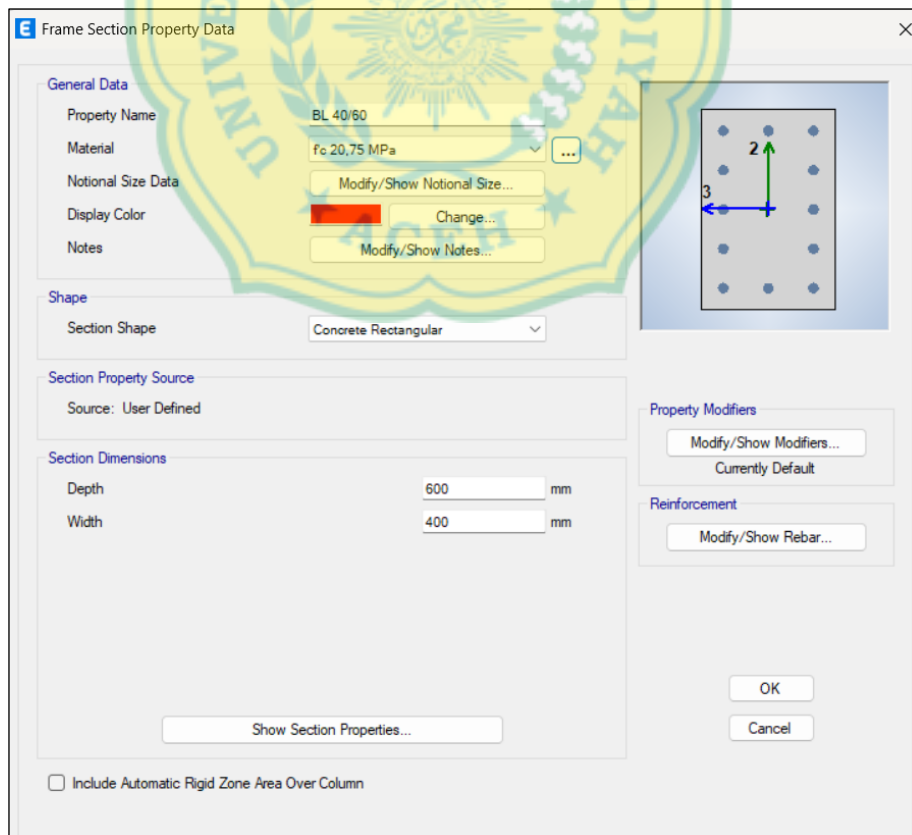 E Frame Section Property Data
General Data
Property Name BL 40/60
Material f'c 20,75 MPa ...
Notional Size Data Modify/Show Notional Size...
Display Color Change...
Notes Modify/Show Notes...
2
3
Shape
Section Shape Concrete Rectangular
Section Property Source
Source: User Defined
Section Dimensions
Depth 600 mm
Width 400 mm
Show Section Properties...
Include Automatic Rigid Zone Area Over Column
Property Modifiers
Modify/Show Modifiers...
Currently Default
Reinforcement
Modify/Show Rebar...
OK
Cancel
ACEH